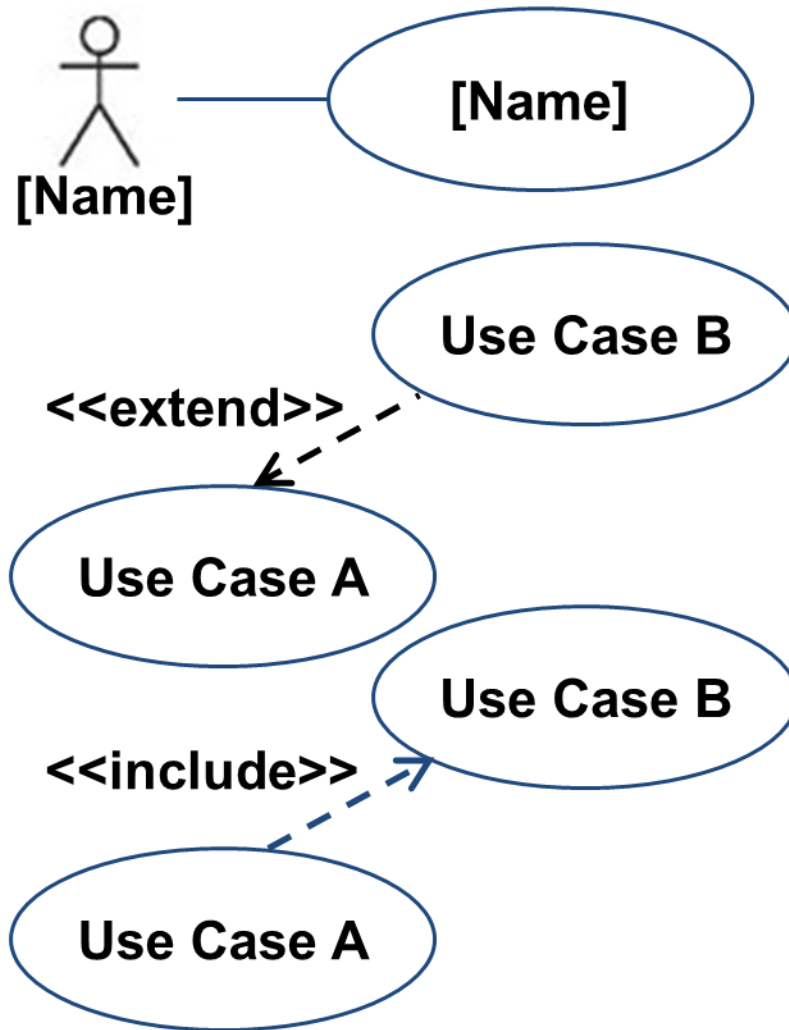 [Name]
[Name]
Use Case B
<<extend>>
Use Case A
Use Case B
<<include>>
Use Case A